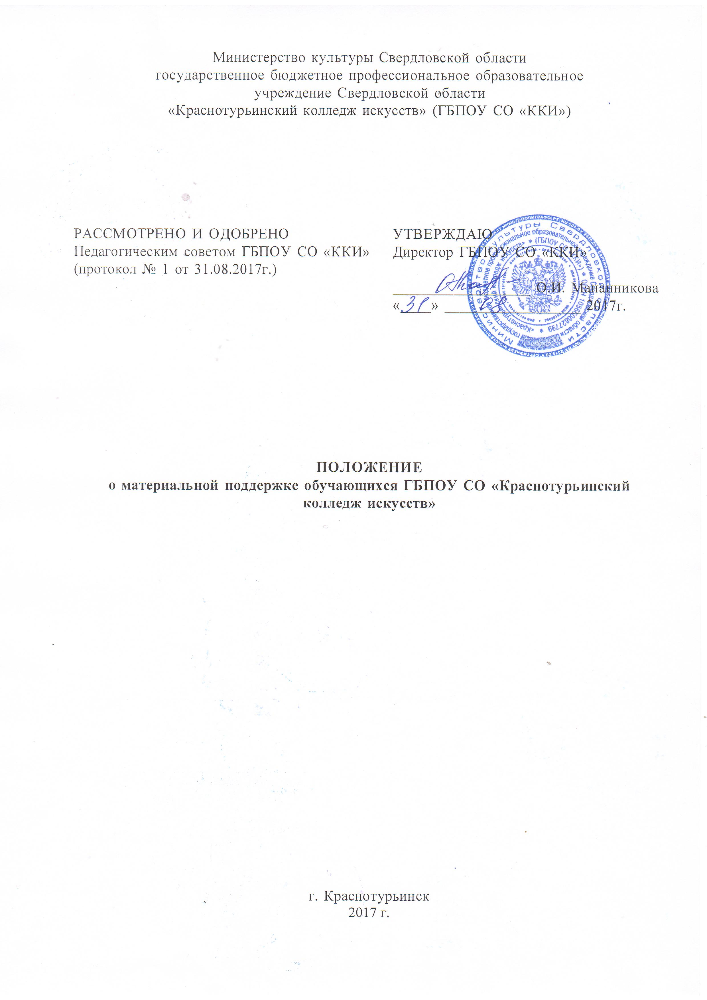 Министерство культуры Свердловской области
государственное бюджетное профессиональное образовательное
учреждение Свердловской области
«Краснотурьинский колледж искусств» (ГБПОУ СО «ККИ»)
РАССМОТРЕНО И ОДОБРЕНО
Педагогическим советом ГБПОУ СО «ККИ»
(протокол № 1 от 31.08.2017г.)
УТВЕРЖДАЮ
Директор ГБПОУ СО «ККИ»
О.И. Мананникова
«31» 08 2017г.
Министерство культуры Свердловской области
государственное бюджетное профессиональное образовательное учреждение Свердловской области
«Краснотурьинский колледж искусств» * (ГБПОУ СО «ККИ») * ОГРН 1056600827799 *
ПОЛОЖЕНИЕ
о материальной поддержке обучающихся ГБПОУ СО «Краснотурьинский
колледж искусств»
г. Краснотурьинск
2017 г.